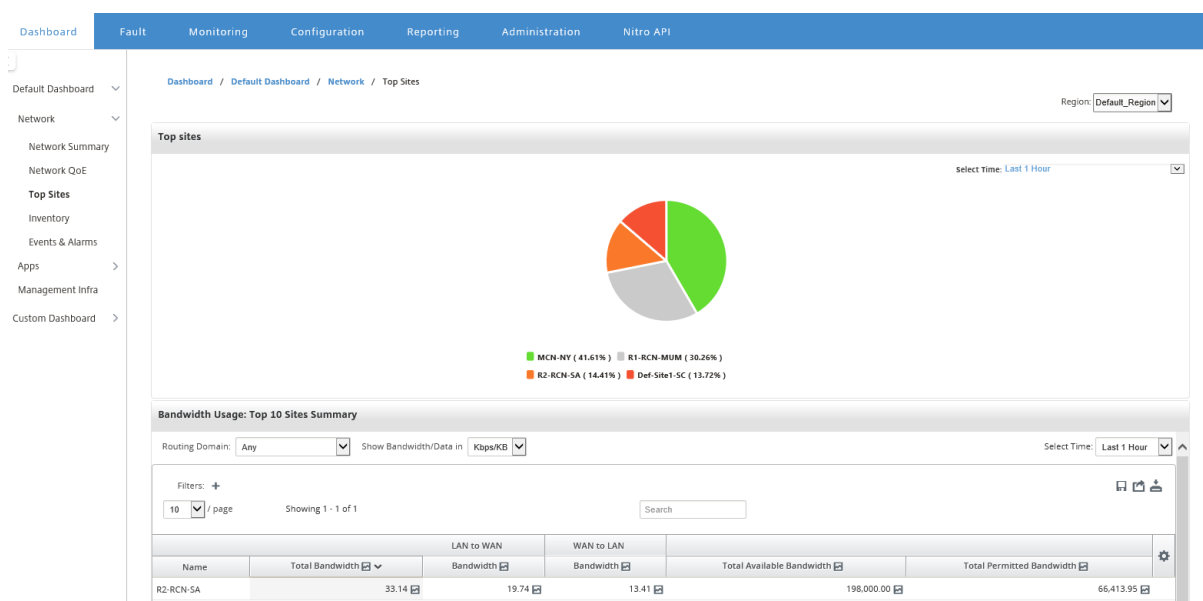 Dashboard Fault Monitoring Configuration Reporting Administration Nitro API
Default Dashboard
Network
Network Summary
Network QoE
Top Sites
Inventory
Events & Alarms
Apps
Management Infra
Custom Dashboard
Dashboard / Default Dashboard / Network / Top Sites
Region: Default_Region
Top sites
Select Time: Last 1 Hour
MCN-NY ( 41.61% ) R1-RCN-MUM ( 30.26% )
R2-RCN-SA ( 14.41% ) Def-Site1-SC ( 13.72% )
Bandwidth Usage: Top 10 Sites Summary
Routing Domain: Any Show Bandwidth/Data in Kbps/KB Select Time: Last 1 Hour
Filters: +
10 / page Showing 1 - 1 of 1 Search
LAN to WAN WAN to LAN
Name Total Bandwidth Bandwidth Bandwidth Total Available Bandwidth Total Permitted Bandwidth
R2-RCN-SA 33.14 19.74 13.41 198,000.00 66,413.95